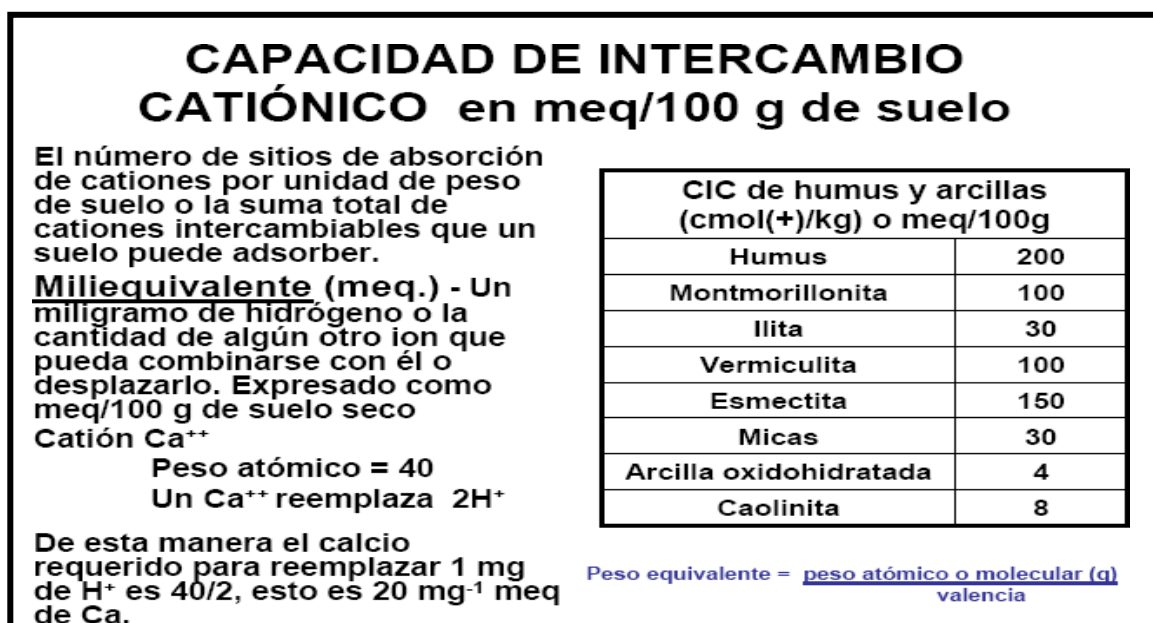 CAPACIDAD DE INTERCAMBIO
CATIÓNICO en meq/100 g de suelo
El número de sitios de absorción
de cationes por unidad de peso
de suelo o la suma total de
cationes intercambiables que un
suelo puede adsorber.
Miliequivalente (meq.) - Un
miligramo de hidrógeno o la
cantidad de algún otro ion que
pueda combinarse con él o
desplazarlo. Expresado como
meq/100 g de suelo seco
Catión Ca⁺⁺
Peso atómico = 40
Un Ca⁺⁺ reemplaza 2H⁺
De esta manera el calcio
requerido para reemplazar 1 mg
de H⁺ es 40/2, esto es 20 mg⁻¹ meq
de Ca.
CIC de humus y arcillas
(cmol(+)/kg) o meq/100g
Humus 200
Montmorillonita 100
Ilita 30
Vermiculita 100
Esmectita 150
Micas 30
Arcilla oxidohidratada 4
Caolinita 8
Peso equivalente = peso atómico o molecular (g)
valencia